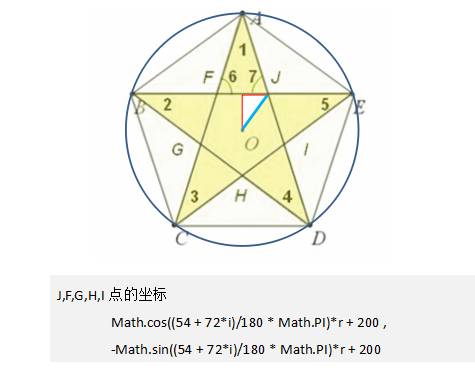 A
1
F 6 7 J
B 2 5 E
O
G I
3 H 4
C D
J,F,G,H,I 点的坐标
Math.cos((54 + 72*i)/180 * Math.PI)*r + 200 ,
-Math.sin((54 + 72*i)/180 * Math.PI)*r + 200